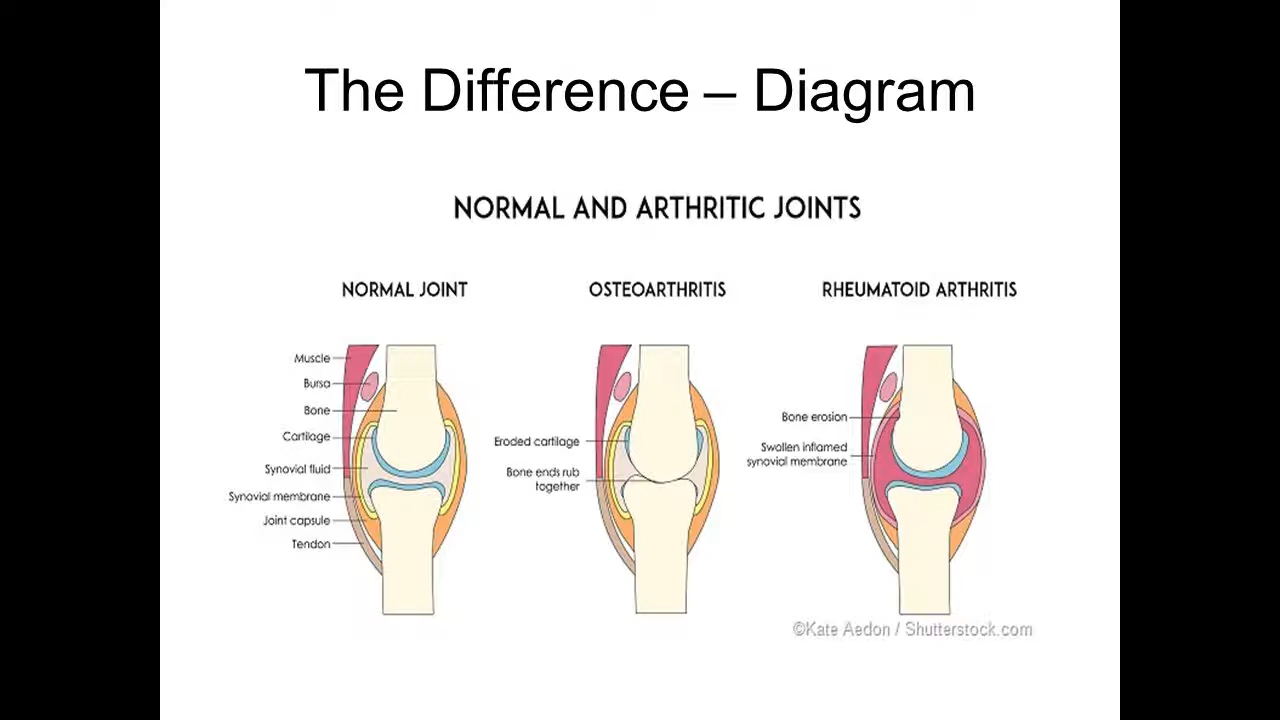 The Difference – Diagram
NORMAL AND ARTHRITIC JOINTS
NORMAL JOINT
Muscle
Bursa
Bone
Cartilage
Synovial fluid
Synovial membrane
Joint capsule
Tendon
OSTEOARTHRITIS
Eroded cartilage
Bone ends rub
together
RHEUMATOID ARTHRITIS
Bone erosion
Swollen inflamed
synovial membrane
©Kate Aedon / Shutterstock.com